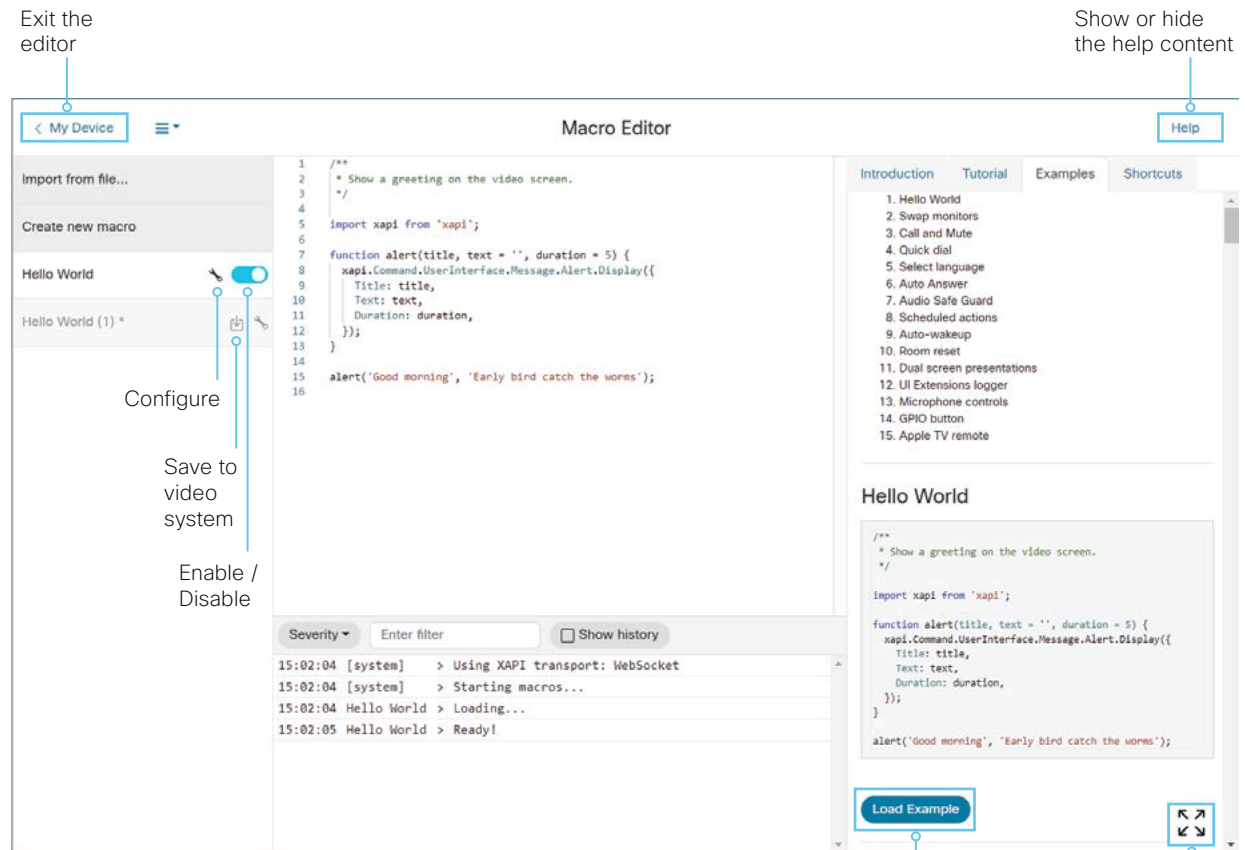 Exit the
editor
Show or hide
the help content
< My Device
Macro Editor
Help
Import from file...
Create new macro
Hello World
Hello World (1) *
Configure
Save to
video
system
Enable /
Disable
1 /**
2 * Show a greeting on the video screen.
3 */
4
5 import xapi from 'xapi';
6
7 function alert(title, text = '', duration = 5) {
8 xapi.Command.UserInterface.Message.Alert.Display({
9 Title: title,
10 Text: text,
11 Duration: duration,
12 });
13 }
14
15 alert('Good morning', 'Early bird catch the worms');
16
Severity
Enter filter
Show history
15:02:04 [system] > Using XAPI transport: WebSocket
15:02:04 [system] > Starting macros...
15:02:04 Hello World > Loading...
15:02:05 Hello World > Ready!
Introduction Tutorial Examples Shortcuts
1. Hello World
2. Swap monitors
3. Call and Mute
4. Quick dial
5. Select language
6. Auto Answer
7. Audio Safe Guard
8. Scheduled actions
9. Auto-wakeup
10. Room reset
11. Dual screen presentations
12. UI Extensions logger
13. Microphone controls
14. GPIO button
15. Apple TV remote
Hello World
/**
* Show a greeting on the video screen.
*/
import xapi from 'xapi';
function alert(title, text = '', duration = 5) {
xapi.Command.UserInterface.Message.Alert.Display({
Title: title,
Text: text,
Duration: duration,
});
}
alert('Good morning', 'Early bird catch the worms');
Load Example